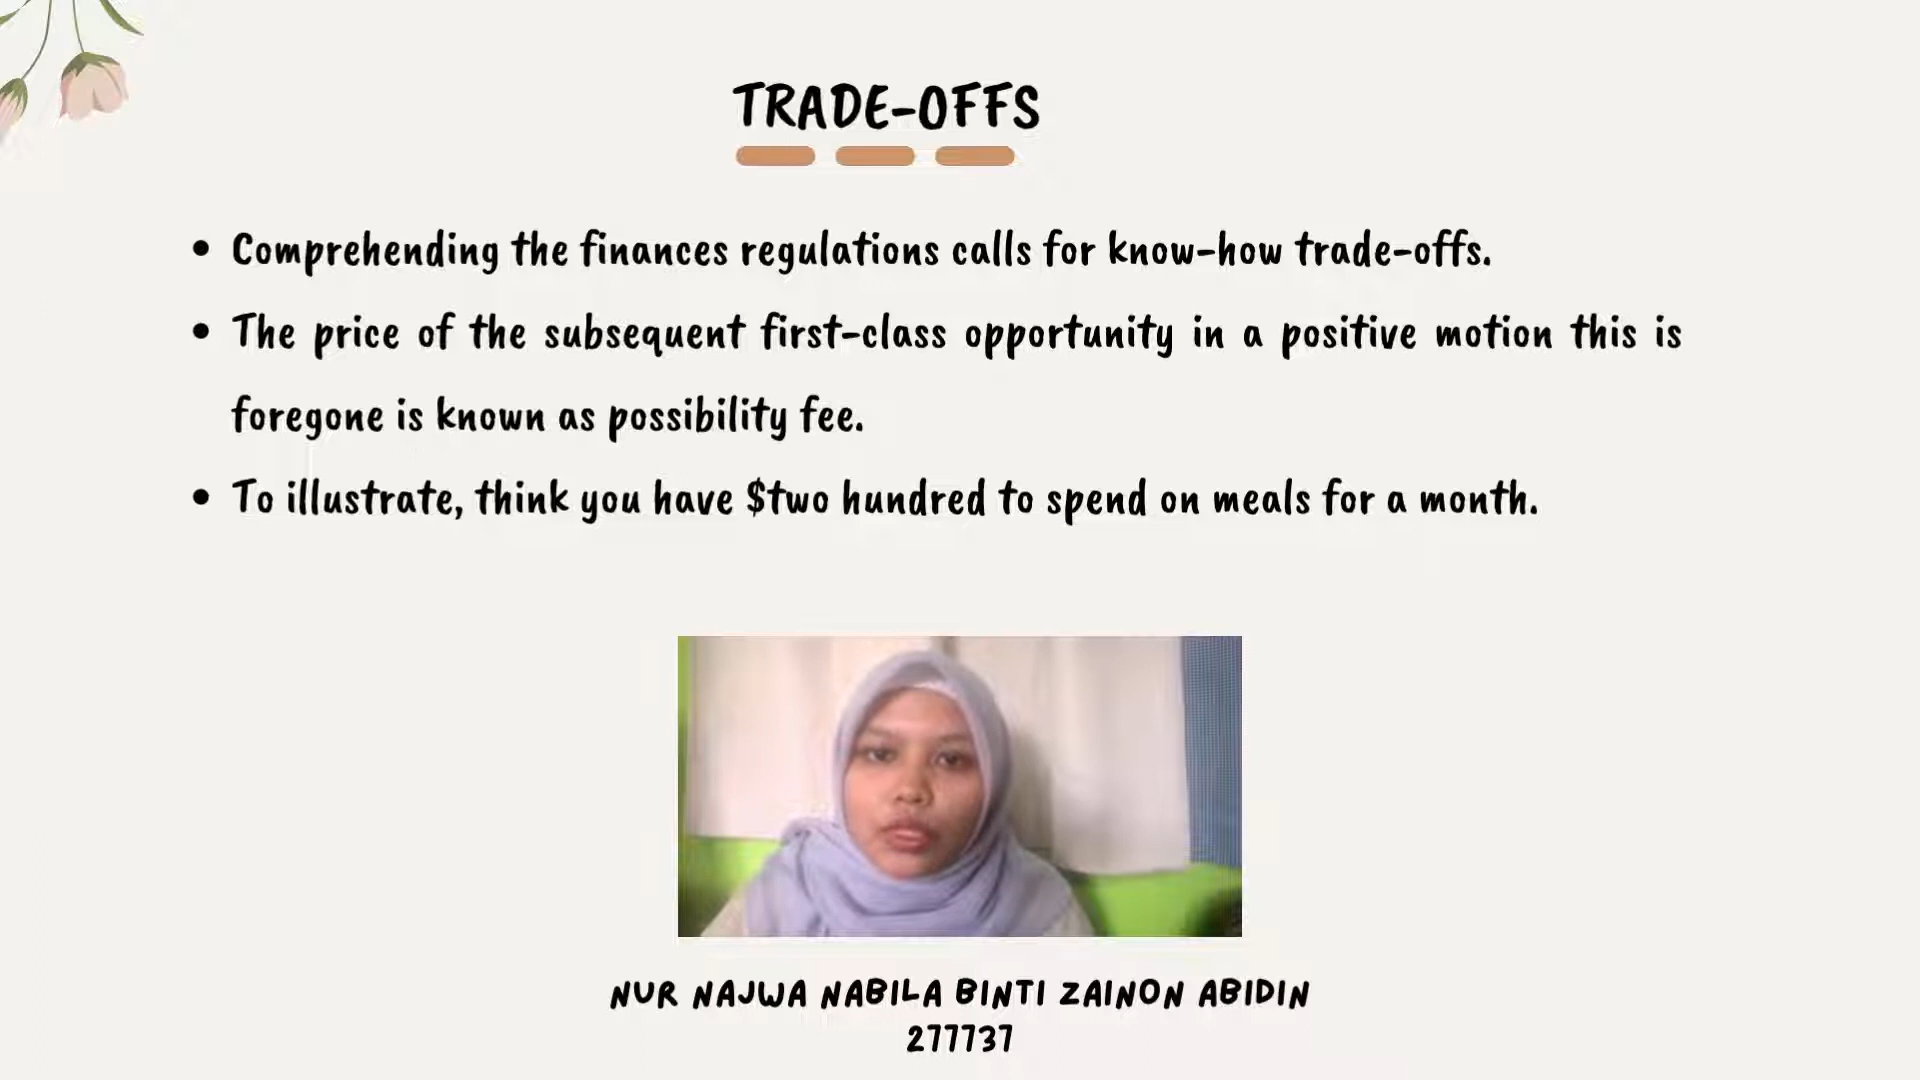 TRADE-OFFS
• Comprehending the finances regulations calls for know-how trade-offs.
• The price of the subsequent first-class opportunity in a positive motion this is
foregone is known as possibility fee.
• To illustrate, think you have $two hundred to spend on meals for a month.
NUR NAJWA NABILA BINTI ZAINON ABIDIN
277737